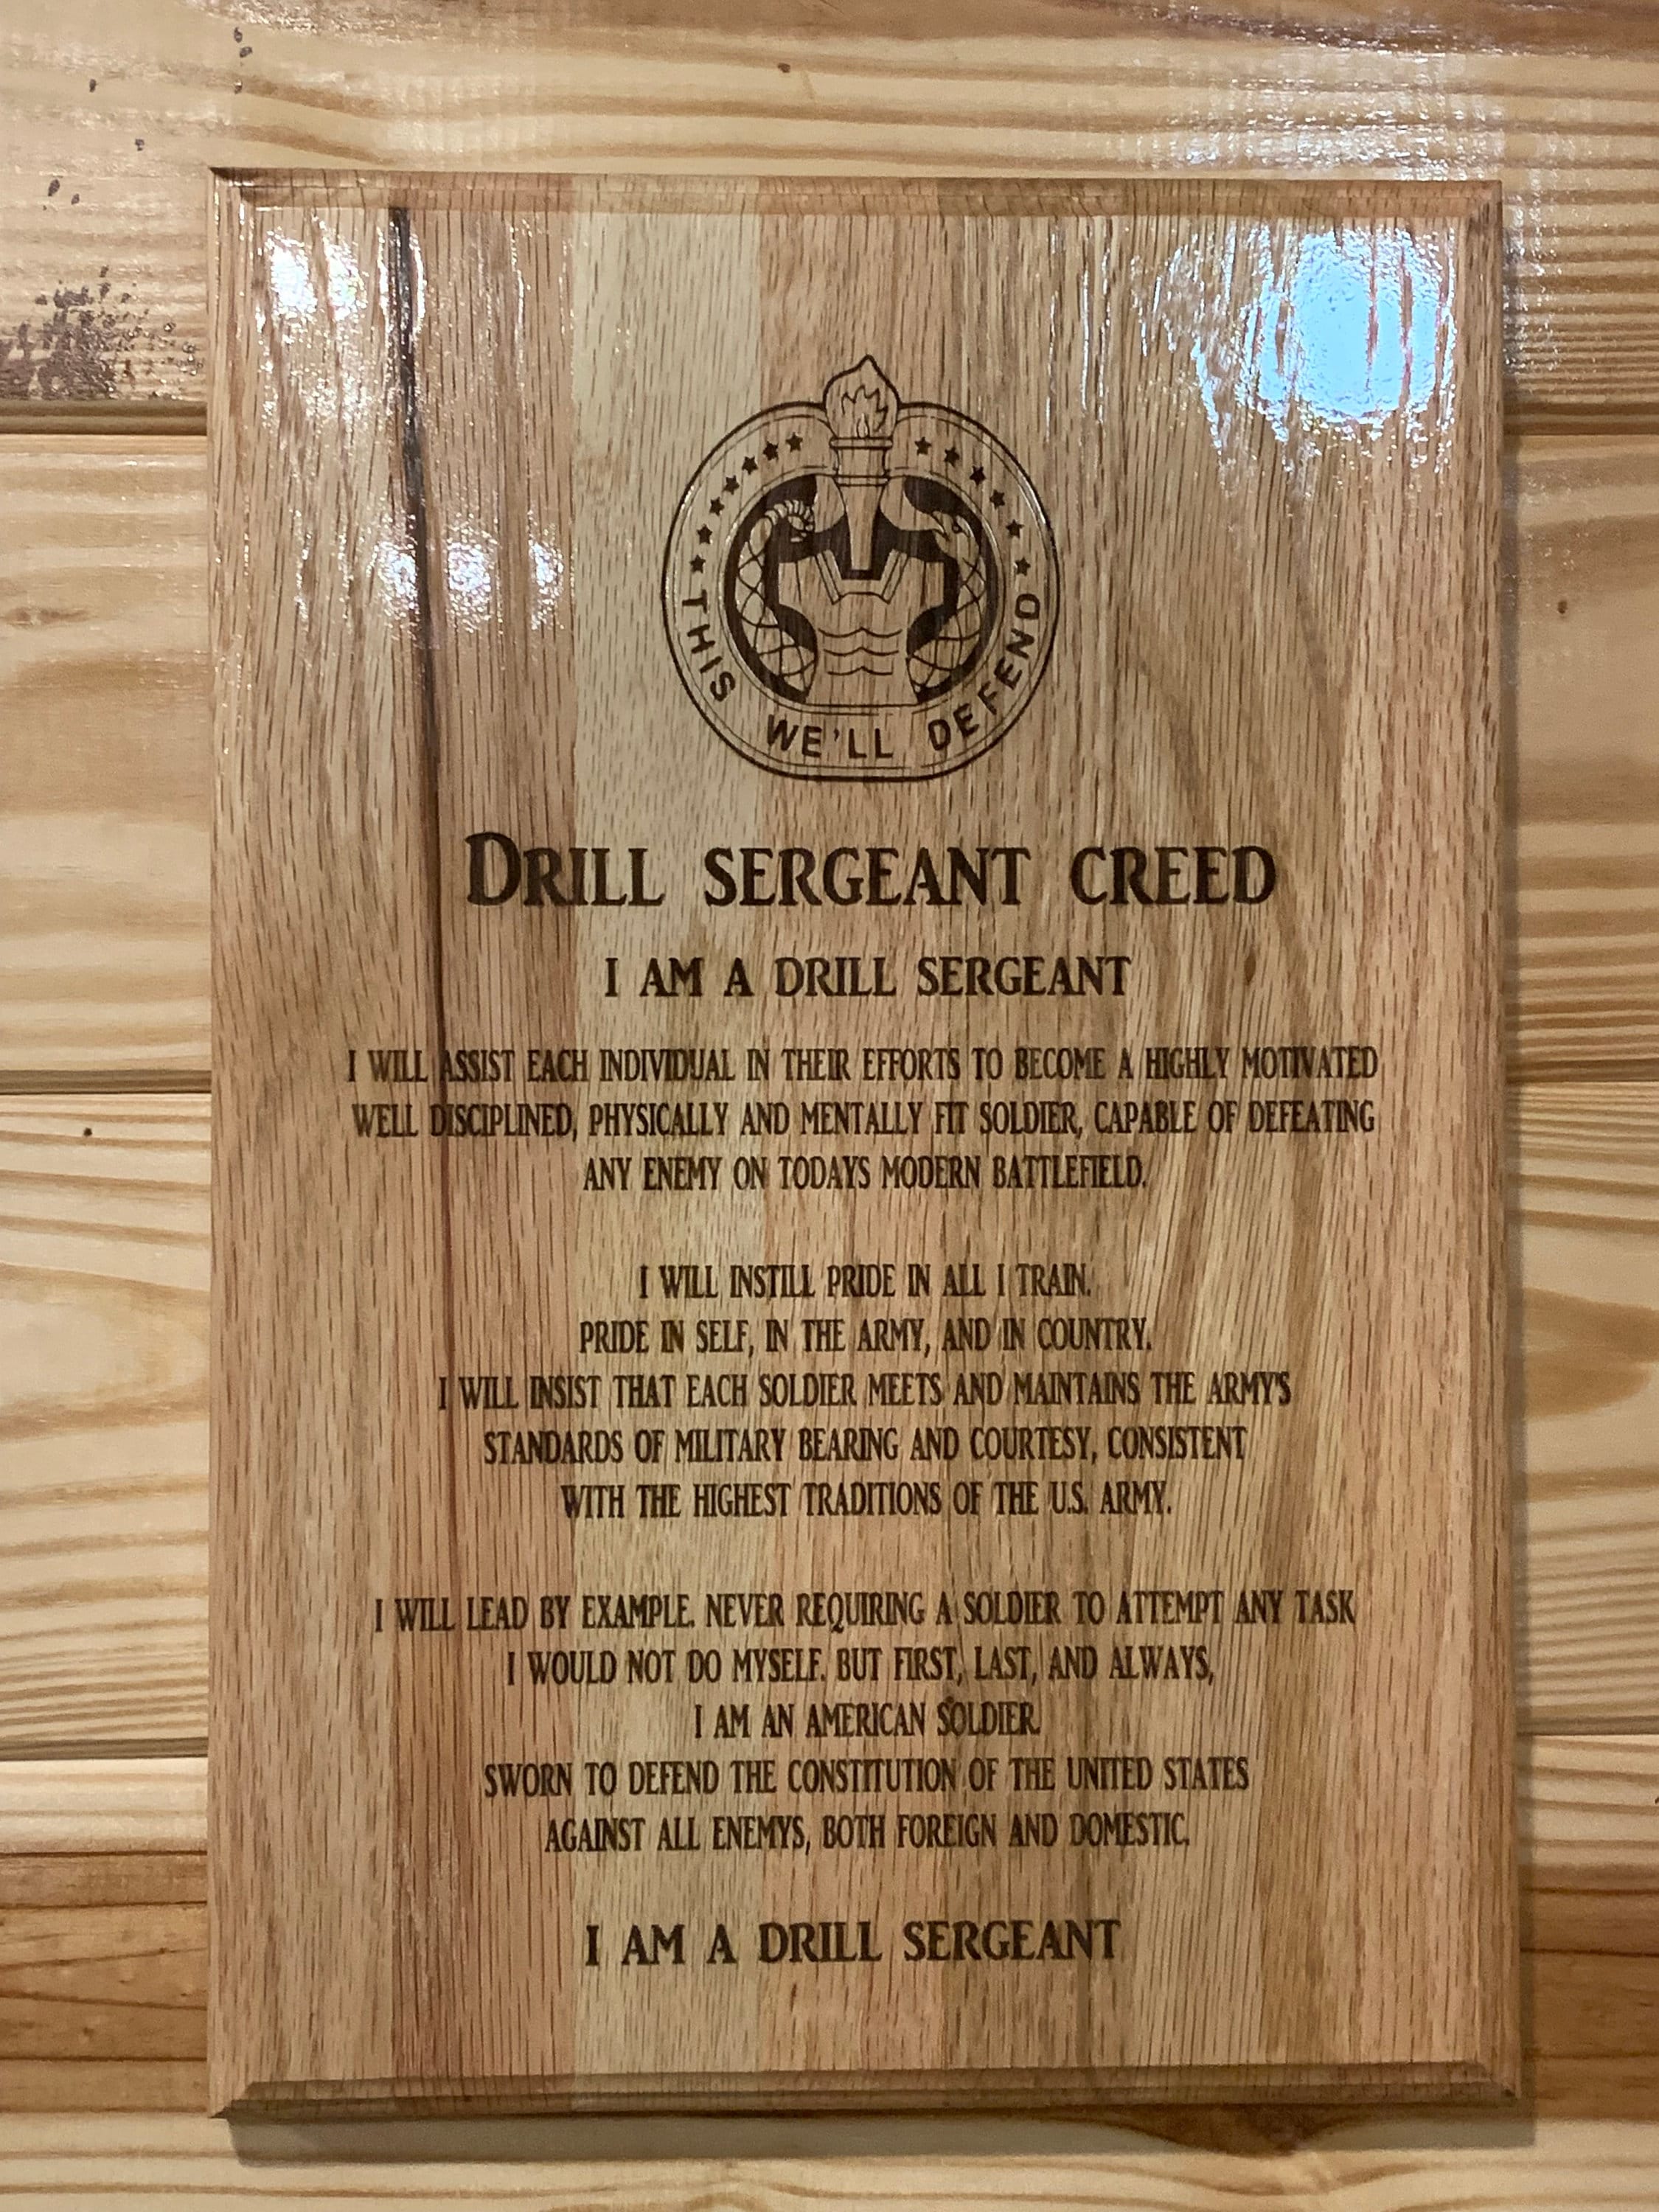 THIS WE'LL DEFEND
DRILL SERGEANT CREED
I AM A DRILL SERGEANT
I WILL ASSIST EACH INDIVIDUAL IN THEIR EFFORTS TO BECOME A HIGHLY MOTIVATED
WELL DISCIPLINED, PHYSICALLY AND MENTALLY FIT SOLDIER, CAPABLE OF DEFEATING
ANY ENEMY ON TODAYS MODERN BATTLEFIELD.
I WILL INSTILL PRIDE IN ALL I TRAIN.
PRIDE IN SELF, IN THE ARMY, AND IN COUNTRY.
I WILL INSIST THAT EACH SOLDIER MEETS AND MAINTAINS THE ARMY'S
STANDARDS OF MILITARY BEARING AND COURTESY, CONSISTENT
WITH THE HIGHEST TRADITIONS OF THE U.S. ARMY.
I WILL LEAD BY EXAMPLE. NEVER REQUIRING A SOLDIER TO ATTEMPT ANY TASK
I WOULD NOT DO MYSELF. BUT FIRST, LAST, AND ALWAYS,
I AM AN AMERICAN SOLDIER.
SWORN TO DEFEND THE CONSTITUTION OF THE UNITED STATES
AGAINST ALL ENEMYS, BOTH FOREIGN AND DOMESTIC.
I AM A DRILL SERGEANT